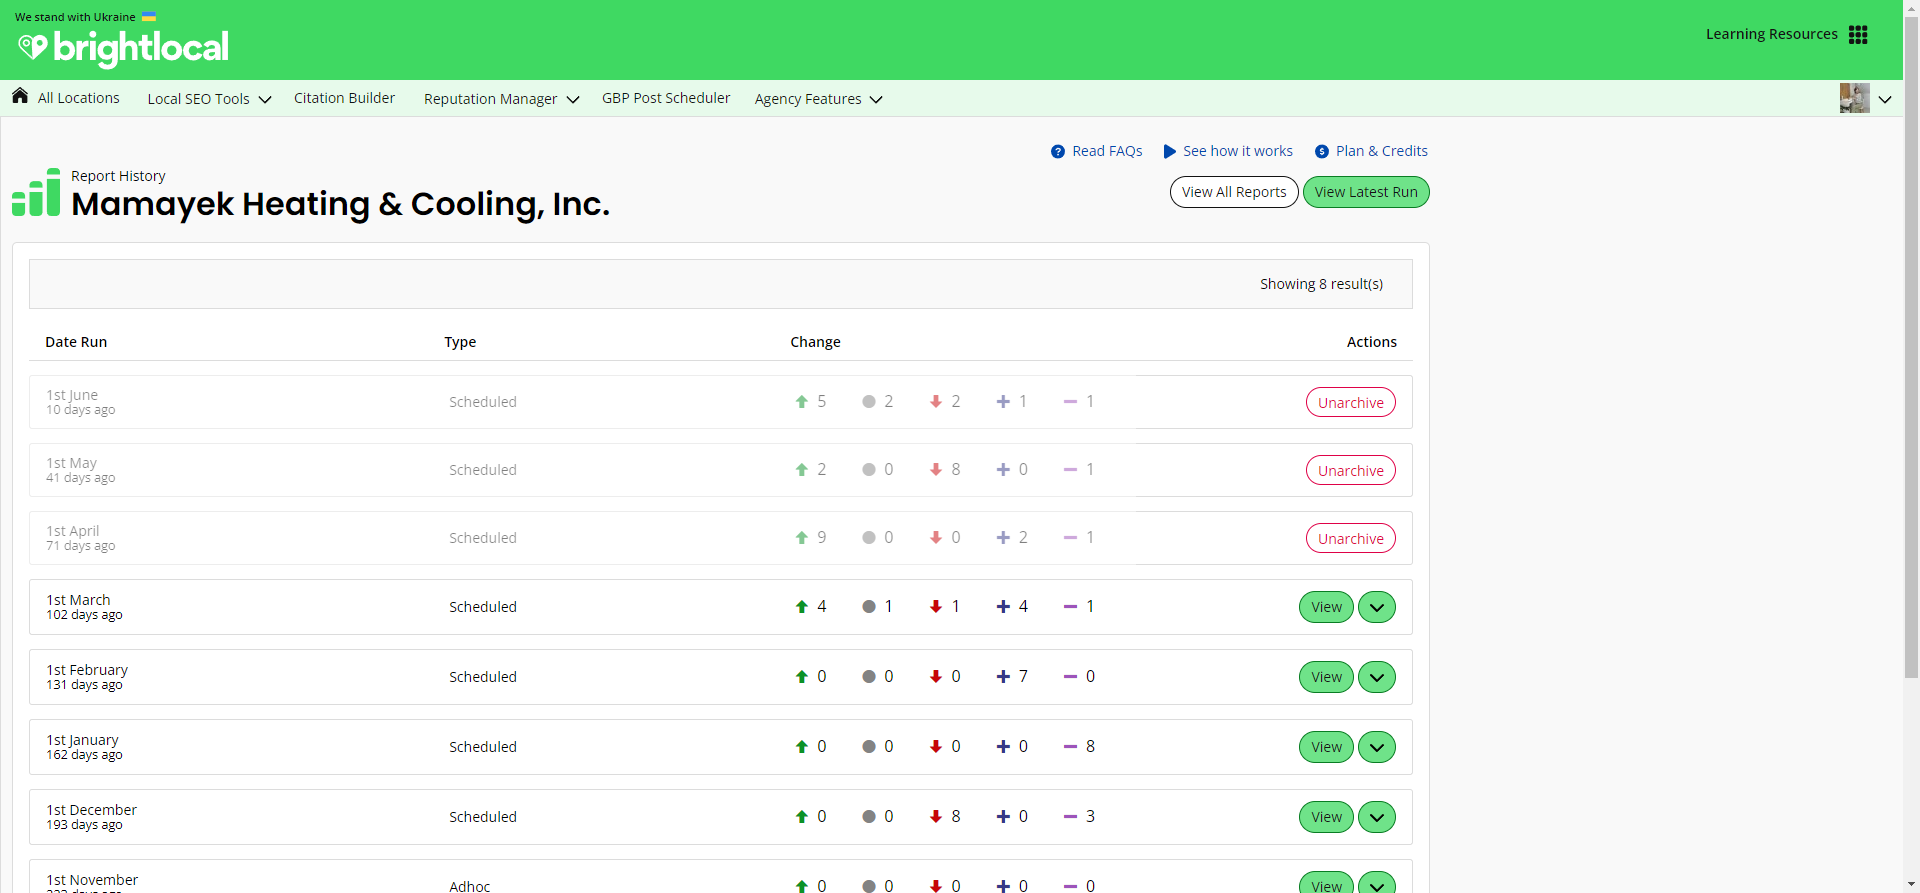 We stand with Ukraine
brightlocal
Learning Resources
All Locations
Local SEO Tools
Citation Builder
Reputation Manager
GBP Post Scheduler
Agency Features
Read FAQs
See how it works
Plan & Credits
Report History
Mamayek Heating & Cooling, Inc.
View All Reports
View Latest Run
Showing 8 result(s)
Date Run Type Change Actions
1st June
10 days ago
Scheduled 5 2 2 1 1 Unarchive
1st May
41 days ago
Scheduled 2 0 8 0 1 Unarchive
1st April
71 days ago
Scheduled 9 0 0 2 1 Unarchive
1st March
102 days ago
Scheduled 4 1 1 4 1 View
1st February
131 days ago
Scheduled 0 0 0 7 0 View
1st January
162 days ago
Scheduled 0 0 0 0 8 View
1st December
193 days ago
Scheduled 0 0 8 0 3 View
1st November
Adhoc 0 0 0 0 0 View